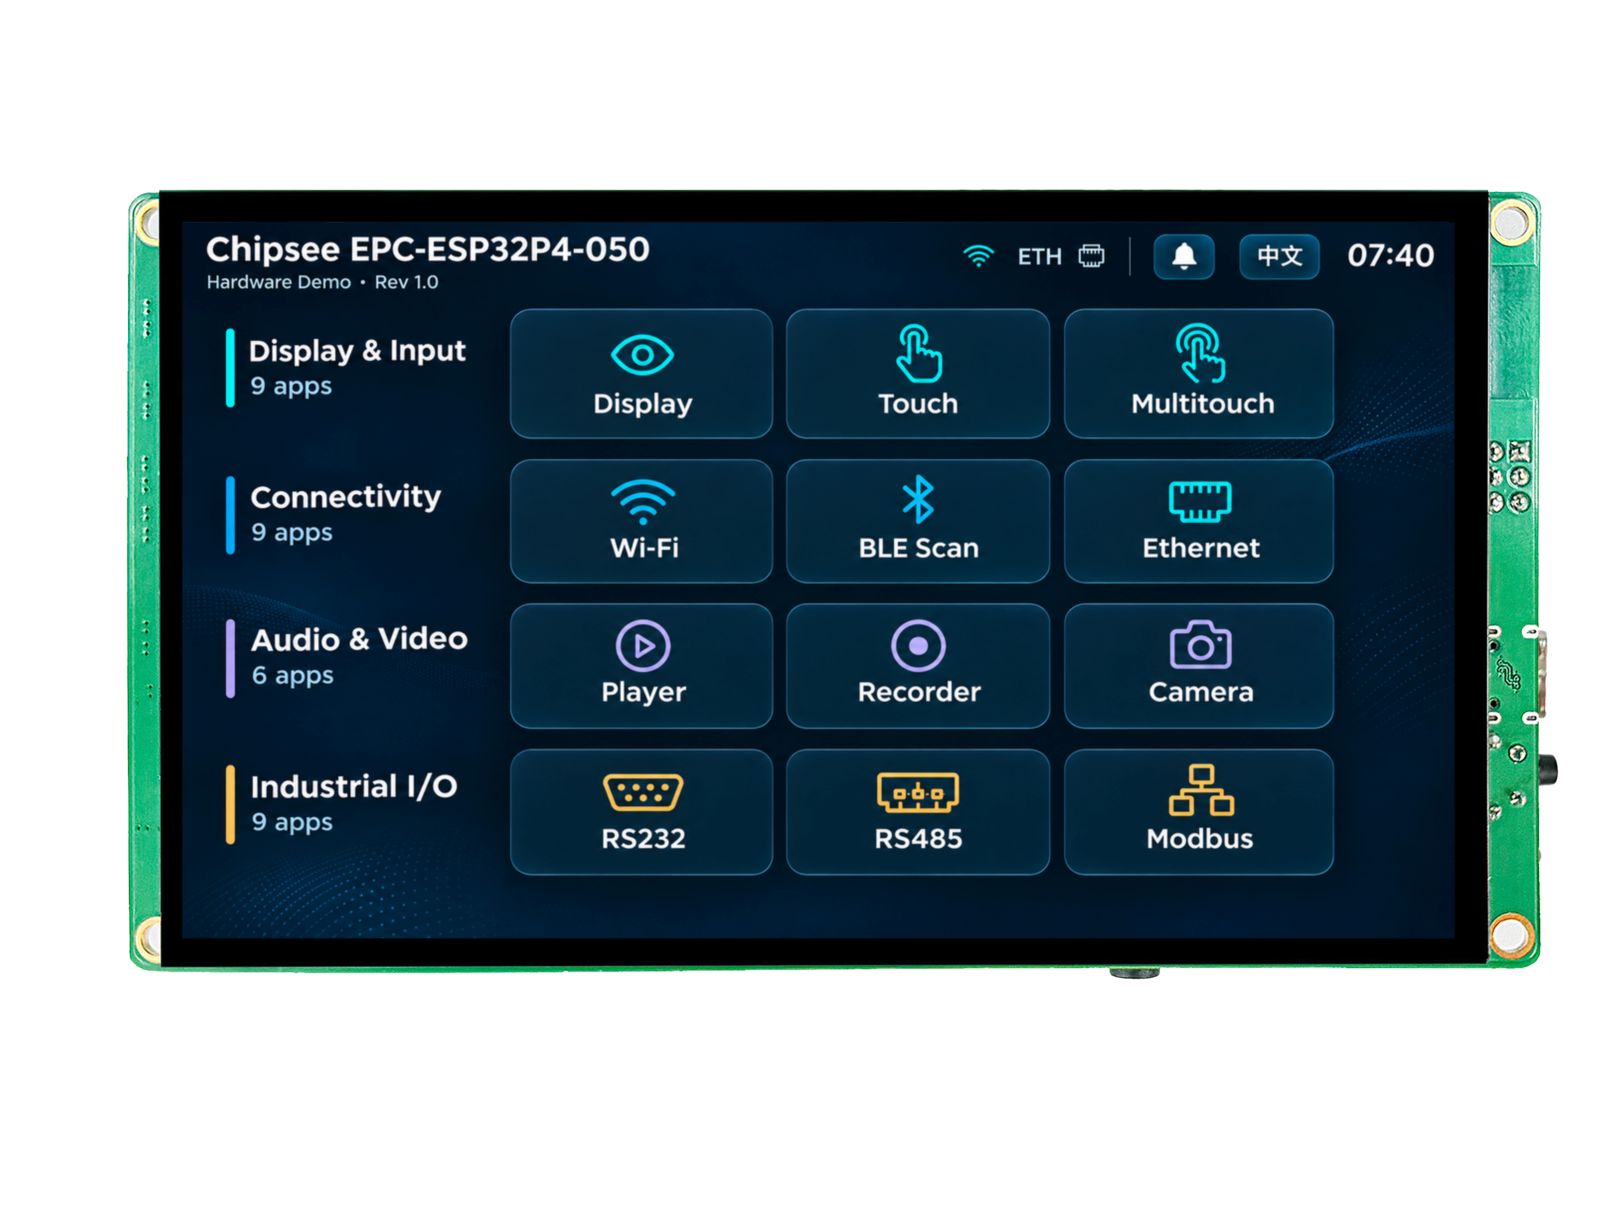 Chipsee EPC-ESP32P4-050
Hardware Demo • Rev 1.0
ETH
中文
07:40
Display & Input
9 apps
Display
Touch
Multitouch
Connectivity
9 apps
Wi-Fi
BLE Scan
Ethernet
Audio & Video
6 apps
Player
Recorder
Camera
Industrial I/O
9 apps
RS232
RS485
Modbus